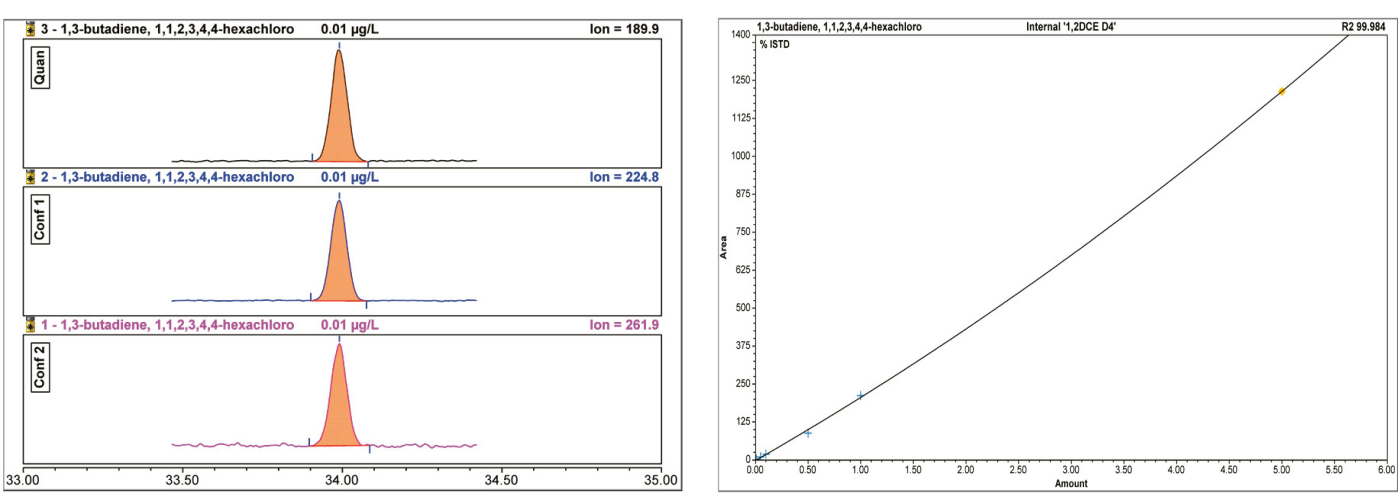 3 - 1,3-butadiene, 1,1,2,3,4,4-hexachloro 0.01 µg/L Ion = 189.9
Quan
2 - 1,3-butadiene, 1,1,2,3,4,4-hexachloro 0.01 µg/L Ion = 224.8
Conf 1
1 - 1,3-butadiene, 1,1,2,3,4,4-hexachloro 0.01 µg/L Ion = 261.9
Conf 2
33.00 33.50 34.00 34.50 35.00
1,3-butadiene, 1,1,2,3,4,4-hexachloro Internal '1,2DCE D4' R2 99.984
% ISTD
1400
1250
1125
1000
875
750
625
500
375
250
125
0
Area
0.00 0.50 1.00 1.50 2.00 2.50 3.00 3.50 4.00 4.50 5.00 5.50 6.00
Amount